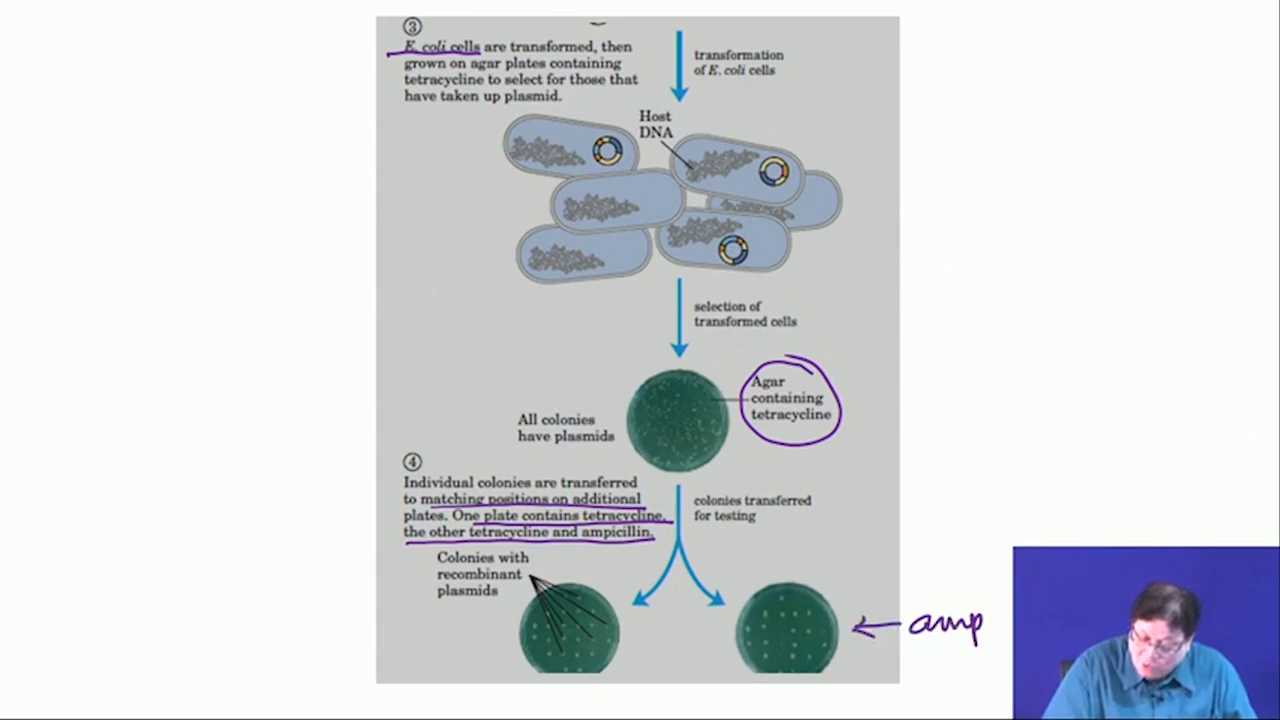 ③
E. coli cells are transformed, then
grown on agar plates containing
tetracycline to select for those that
have taken up plasmid.
transformation
of E. coli cells
Host
DNA
selection of
transformed cells
Agar
containing
tetracycline
All colonies
have plasmids
④
Individual colonies are transferred
to matching positions on additional
plates. One plate contains tetracycline,
the other tetracycline and ampicillin.
colonies transferred
for testing
Colonies with
recombinant
plasmids
amp